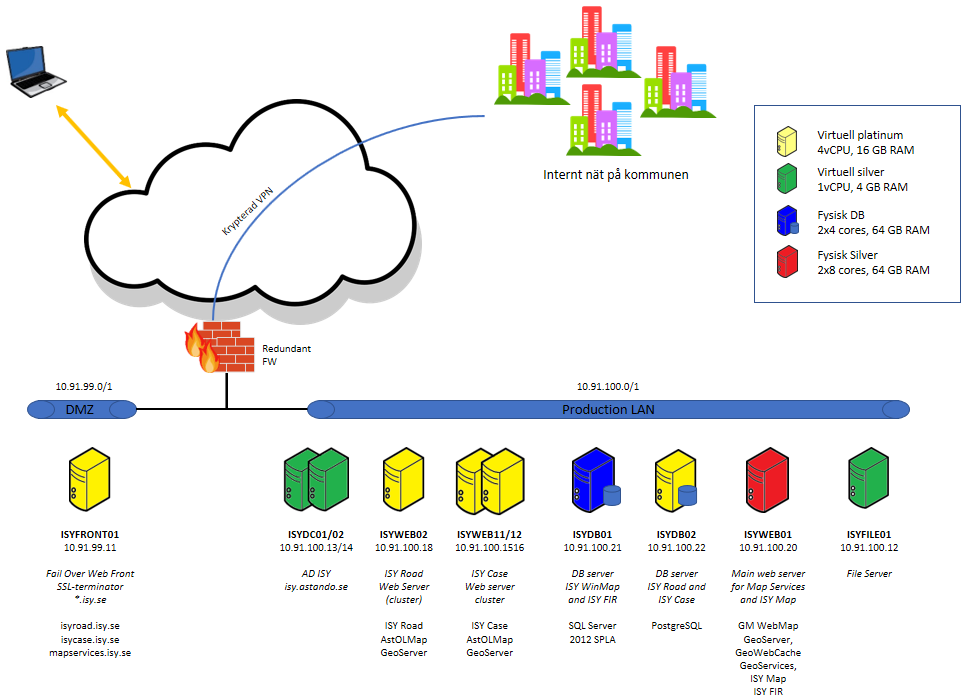 Internt nät på kommunen
Virtuell platinum
4vCPU, 16 GB RAM
Virtuell silver
1vCPU, 4 GB RAM
Fysisk DB
2x4 cores, 64 GB RAM
Fysisk Silver
2x8 cores, 64 GB RAM
Krypterad VPN
Redundant
FW
10.91.99.0/1
10.91.100.0/1
DMZ
Production LAN
ISYFRONT01
10.91.99.11
Fail Over Web Front
SSL-terminator
*.isy.se
isyroad.isy.se
isycase.isy.se
mapservices.isy.se
ISYDC01/02
10.91.100.13/14
AD ISY
isy.astando.se
ISYWEB02
10.91.100.18
ISY Road
Web Server
(cluster)
ISY Road
AstOLMap
GeoServer
ISYWEB11/12
10.91.100.1516
ISY Case
Web server
cluster
ISY Case
AstOLMap
GeoServer
ISYDB01
10.91.100.21
DB server
ISY WinMap
and ISY FIR
SQL Server
2012 SPLA
ISYDB02
10.91.100.22
DB server
ISY Road and
ISY Case
PostgreSQL
ISYWEB01
10.91.100.20
Main web server
for Map Services
and ISY Map
GM WebMap
GeoServer,
GeoWebCache
GeoServices,
ISY Map
ISY FIR
ISYFILE01
10.91.100.12
File Server